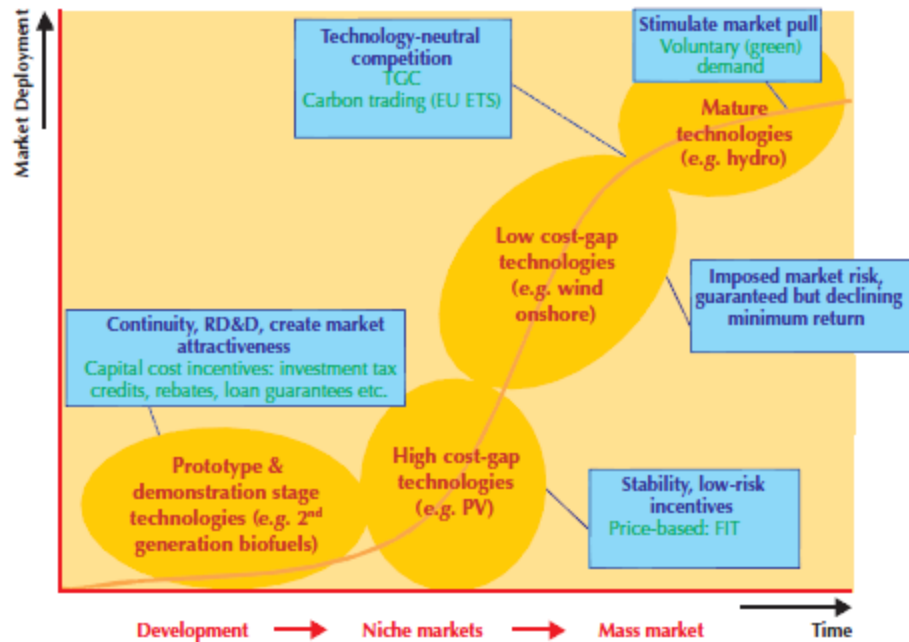 Market Deployment
Technology-neutral
competition
TGC
Carbon trading (EU ETS)
Stimulate market pull
Voluntary (green)
demand
Mature
technologies
(e.g. hydro)
Low cost-gap
technologies
(e.g. wind
onshore)
Imposed market risk,
guaranteed but declining
minimum return
Continuity, RD&D, create market
attractiveness
Capital cost incentives: investment tax
credits, rebates, loan guarantees etc.
Prototype &
demonstration stage
technologies (e.g. 2nd
generation biofuels)
High cost-gap
technologies
(e.g. PV)
Stability, low-risk
incentives
Price-based: FIT
Development
Niche markets
Mass market
Time